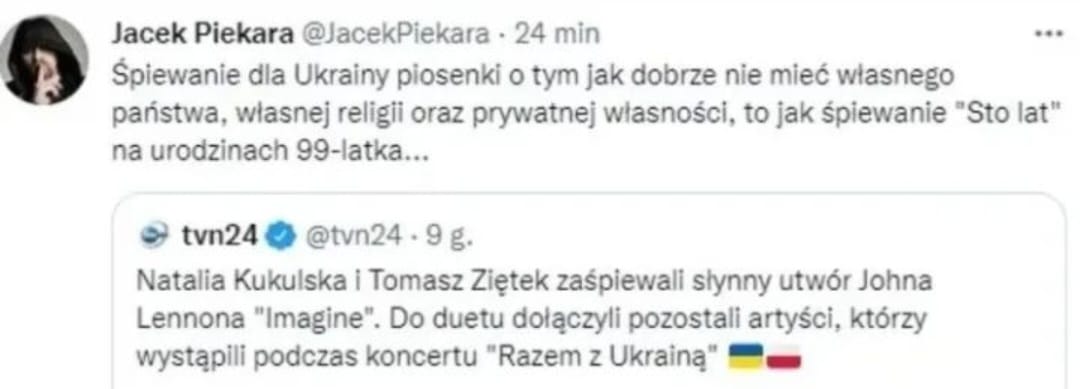 Jacek Piekara @JacekPiekara · 24 min
Śpiewanie dla Ukrainy piosenki o tym jak dobrze nie mieć własnego
państwa, własnej religii oraz prywatnej własności, to jak śpiewanie "Sto lat"
na urodzinach 99-latka...
tvn24 @tvn24 · 9 g.
Natalia Kukulska i Tomasz Ziętek zaśpiewali słynny utwór Johna
Lennona "Imagine". Do duetu dołączyli pozostali artyści, którzy
wystąpili podczas koncertu "Razem z Ukrainą" 🇺🇦🇵🇱